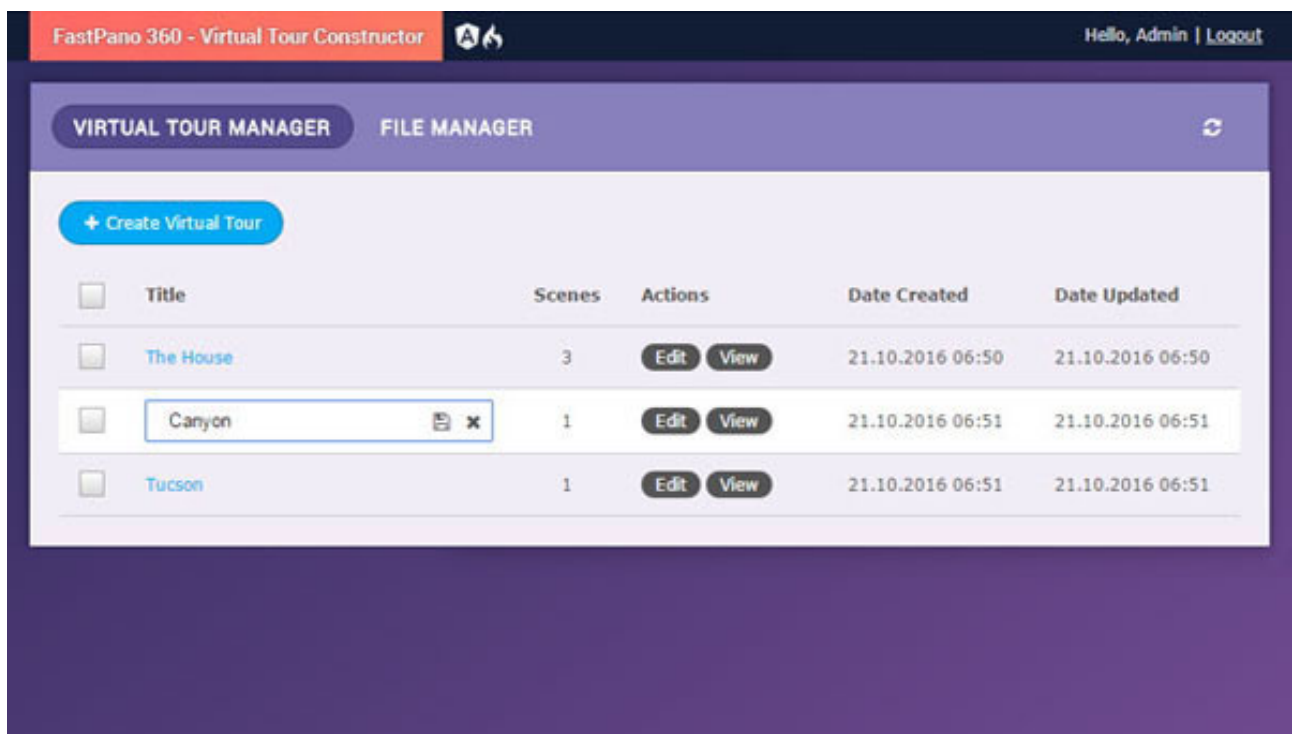 FastPano 360 - Virtual Tour Constructor Hello, Admin | Logout
VIRTUAL TOUR MANAGER FILE MANAGER
+ Create Virtual Tour
Title Scenes Actions Date Created Date Updated
The House 3 Edit View 21.10.2016 06:50 21.10.2016 06:50
Canyon 1 Edit View 21.10.2016 06:51 21.10.2016 06:51
Tucson 1 Edit View 21.10.2016 06:51 21.10.2016 06:51